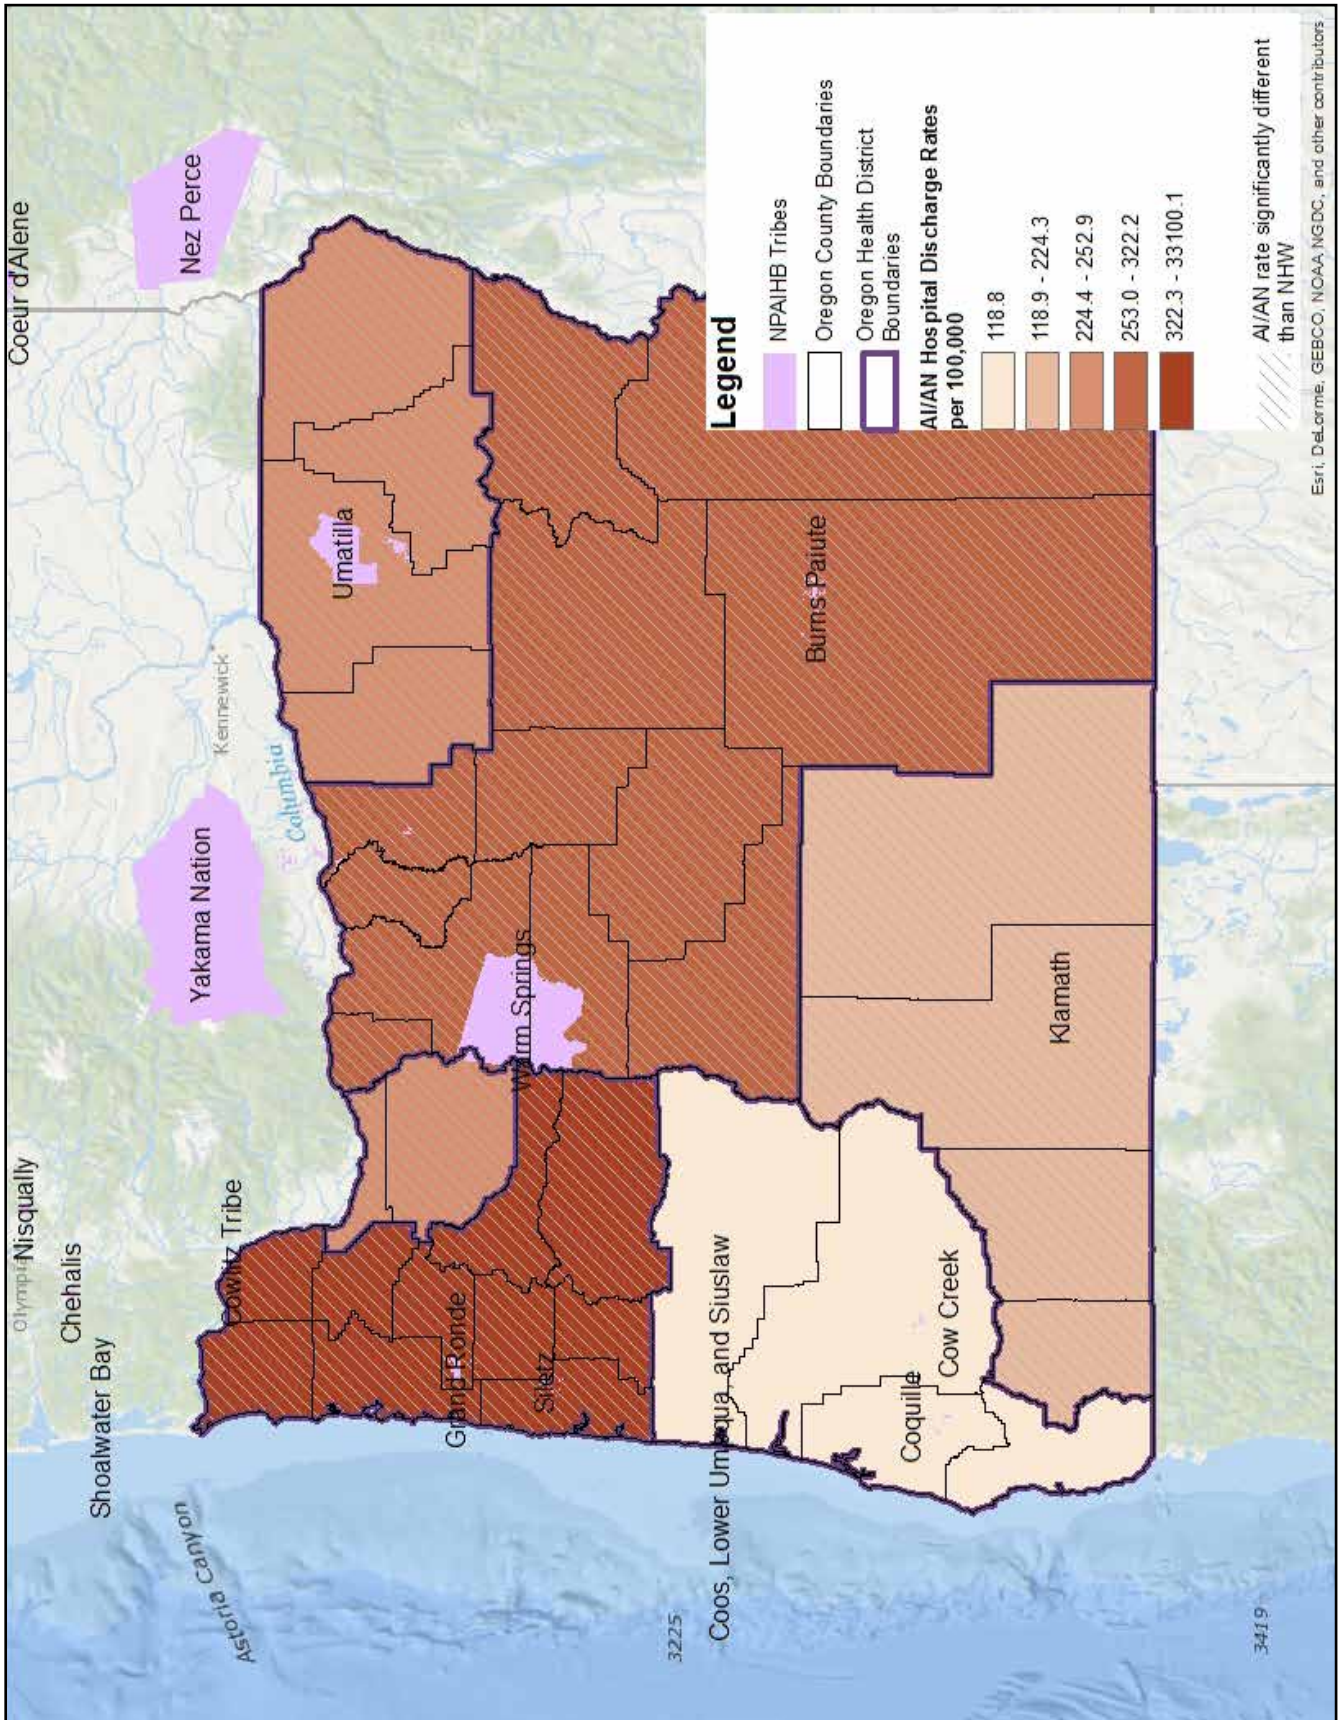 Coeur d'Alene
Nisqually
Chehalis
Shoalwater Bay
Cowlitz Tribe
Yakama Nation
Nez Perce
Astoria Canyon
Columbia
Kennewick
Umatilla
Grand Ronde
Siletz
Warm Springs
3225
Coos, Lower Umpqua, and Siuslaw
Burns Paiute
Coquille
Cow Creek
Klamath
3419
Legend
NPAIHB Tribes
Oregon County Boundaries
Oregon Health District
Boundaries
AI/AN Hospital Discharge Rates
per 100,000
118.8
118.9 - 224.3
224.4 - 252.9
253.0 - 322.2
322.3 - 33100.1
AI/AN rate significantly different
than NHW
Esri, DeLorme, GEBCO, NOAA NGDC, and other contributors